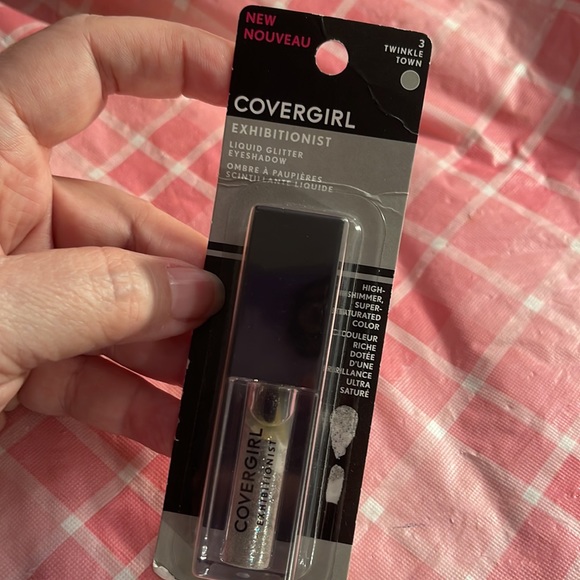 NEW
NOUVEAU
3
TWINKLE
TOWN
COVERGIRL
EXHIBITIONIST
LIQUID GLITTER
EYESHADOW
OMBRE À PAUPIÈRES
SCINTILLANTE LIQUIDE
HIGH-
SHIMMER,
SUPER-
SATURATED
COLOR
COULEUR
RICHE
DOTÉE
D'UNE
BRILLANCE
ULTRA
SATURÉ
COVERGIRL
EXHIBITIONIST